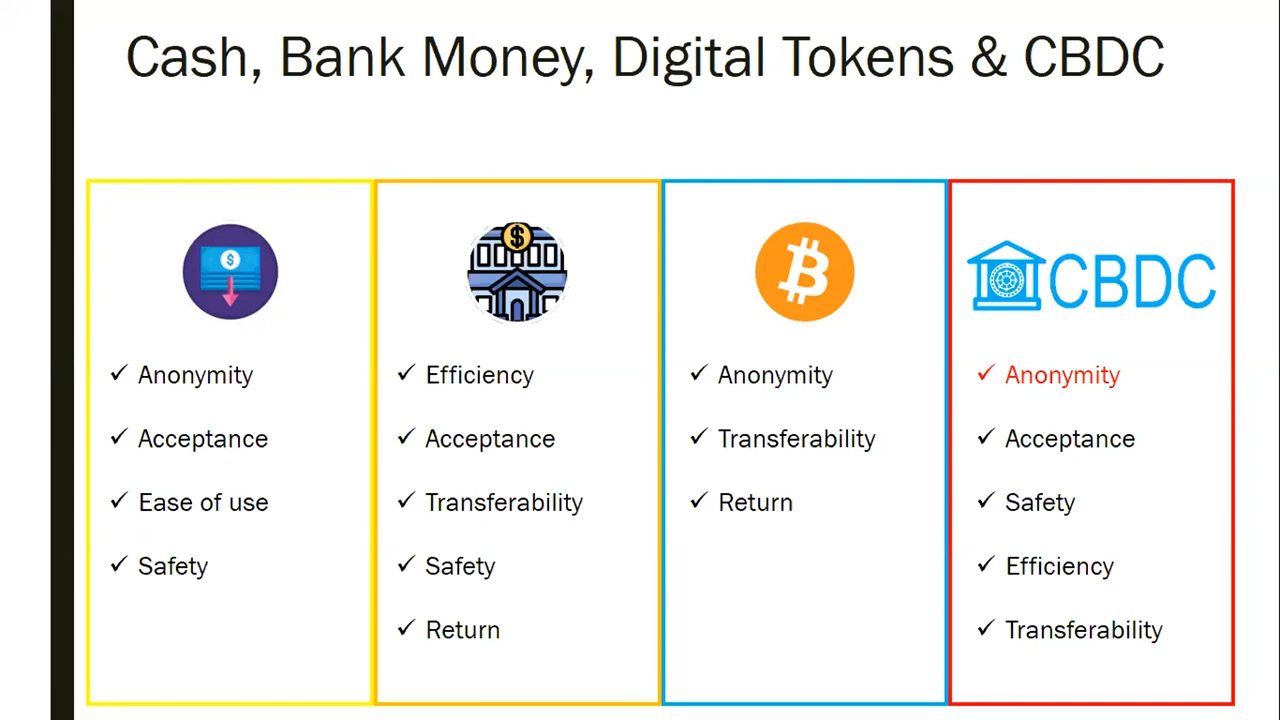 Cash, Bank Money, Digital Tokens & CBDC
$
✓ Anonymity
✓ Acceptance
✓ Ease of use
✓ Safety
$
✓ Efficiency
✓ Acceptance
✓ Transferability
✓ Safety
✓ Return
₿
✓ Anonymity
✓ Transferability
✓ Return
CBDC
✓ Anonymity
✓ Acceptance
✓ Safety
✓ Efficiency
✓ Transferability